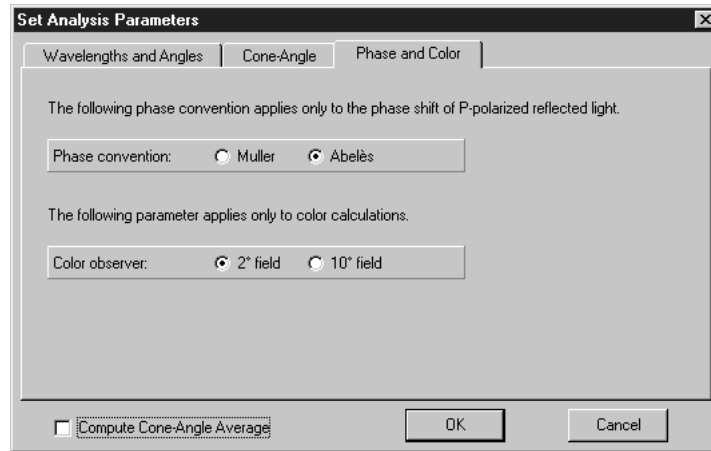 Set Analysis Parameters
Wavelengths and Angles Cone-Angle Phase and Color
The following phase convention applies only to the phase shift of P-polarized reflected light.
Phase convention: Muller Abelès
The following parameter applies only to color calculations.
Color observer: 2° field 10° field
Compute Cone-Angle Average OK Cancel